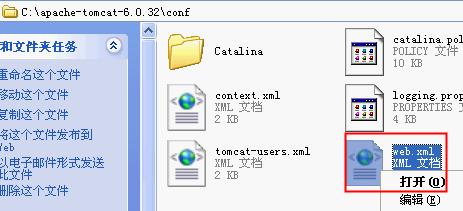 C:\apache-tomcat-6.0.32\conf
和文件夹任务
重命名这个文件
移动这个文件
复制这个文件
将这个文件发布到
Web
以电子邮件形式发送
此文件
删除这个文件
Catalina
catalina.pol
POLICY 文件
10 KB
context.xml
XML 文档
2 KB
logging.prop
PROPERTIES 文
4 KB
tomcat-users.xml
XML 文档
2 KB
web.xml
XML 文档
打开(O)
编辑(E)